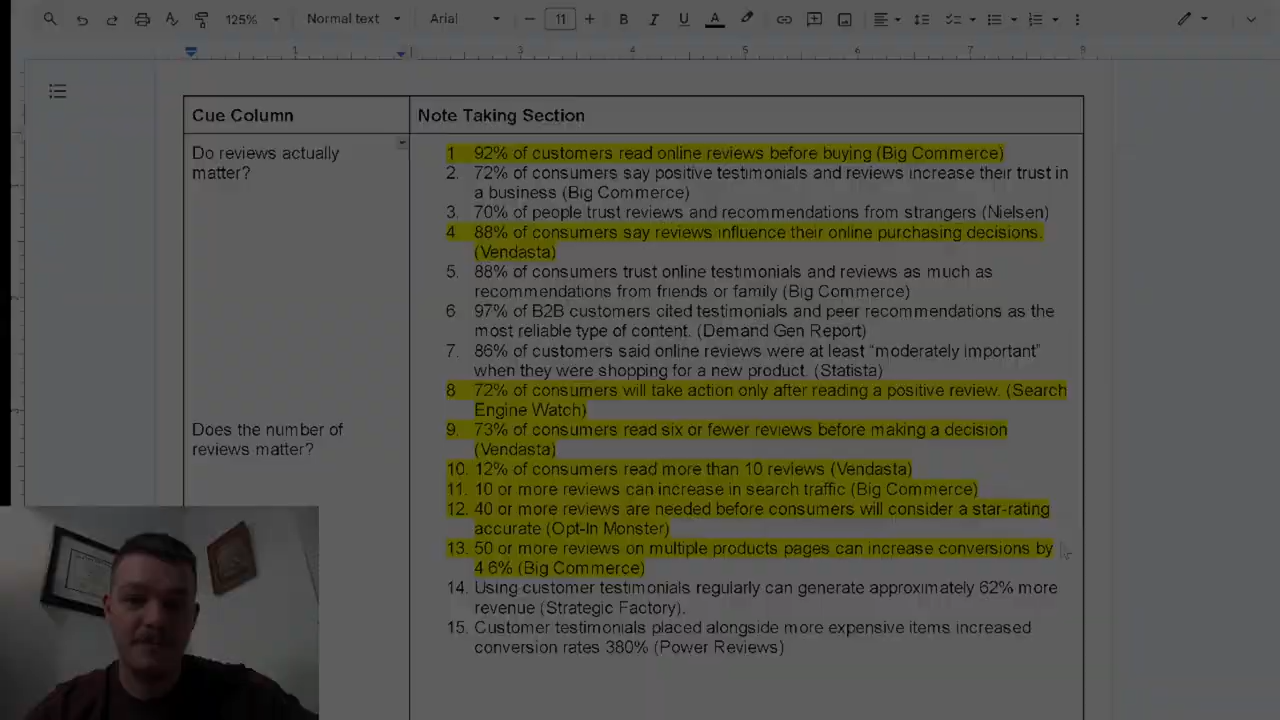 125%
Normal text
Arial
11
B I U A
1 3 4 5 6 7 9
Cue Column
Note Taking Section
Do reviews actually
matter?
1 92% of customers read online reviews before buying (Big Commerce)
2. 72% of consumers say positive testimonials and reviews increase their trust in
a business (Big Commerce)
3. 70% of people trust reviews and recommendations from strangers (Nielsen)
4 88% of consumers say reviews influence their online purchasing decisions.
(Vendasta)
5. 88% of consumers trust online testimonials and reviews as much as
recommendations from friends or family (Big Commerce)
6 97% of B2B customers cited testimonials and peer recommendations as the
most reliable type of content. (Demand Gen Report)
7. 86% of customers said online reviews were at least “moderately important”
when they were shopping for a new product. (Statista)
8 72% of consumers will take action only after reading a positive review. (Search
Engine Watch)
Does the number of
reviews matter?
9. 73% of consumers read six or fewer reviews before making a decision
(Vendasta)
10. 12% of consumers read more than 10 reviews (Vendasta)
11. 10 or more reviews can increase in search traffic (Big Commerce)
12. 40 or more reviews are needed before consumers will consider a star-rating
accurate (Opt-In Monster)
13. 50 or more reviews on multiple products pages can increase conversions by
4 6% (Big Commerce)
14. Using customer testimonials regularly can generate approximately 62% more
revenue (Strategic Factory).
15. Customer testimonials placed alongside more expensive items increased
conversion rates 380% (Power Reviews)